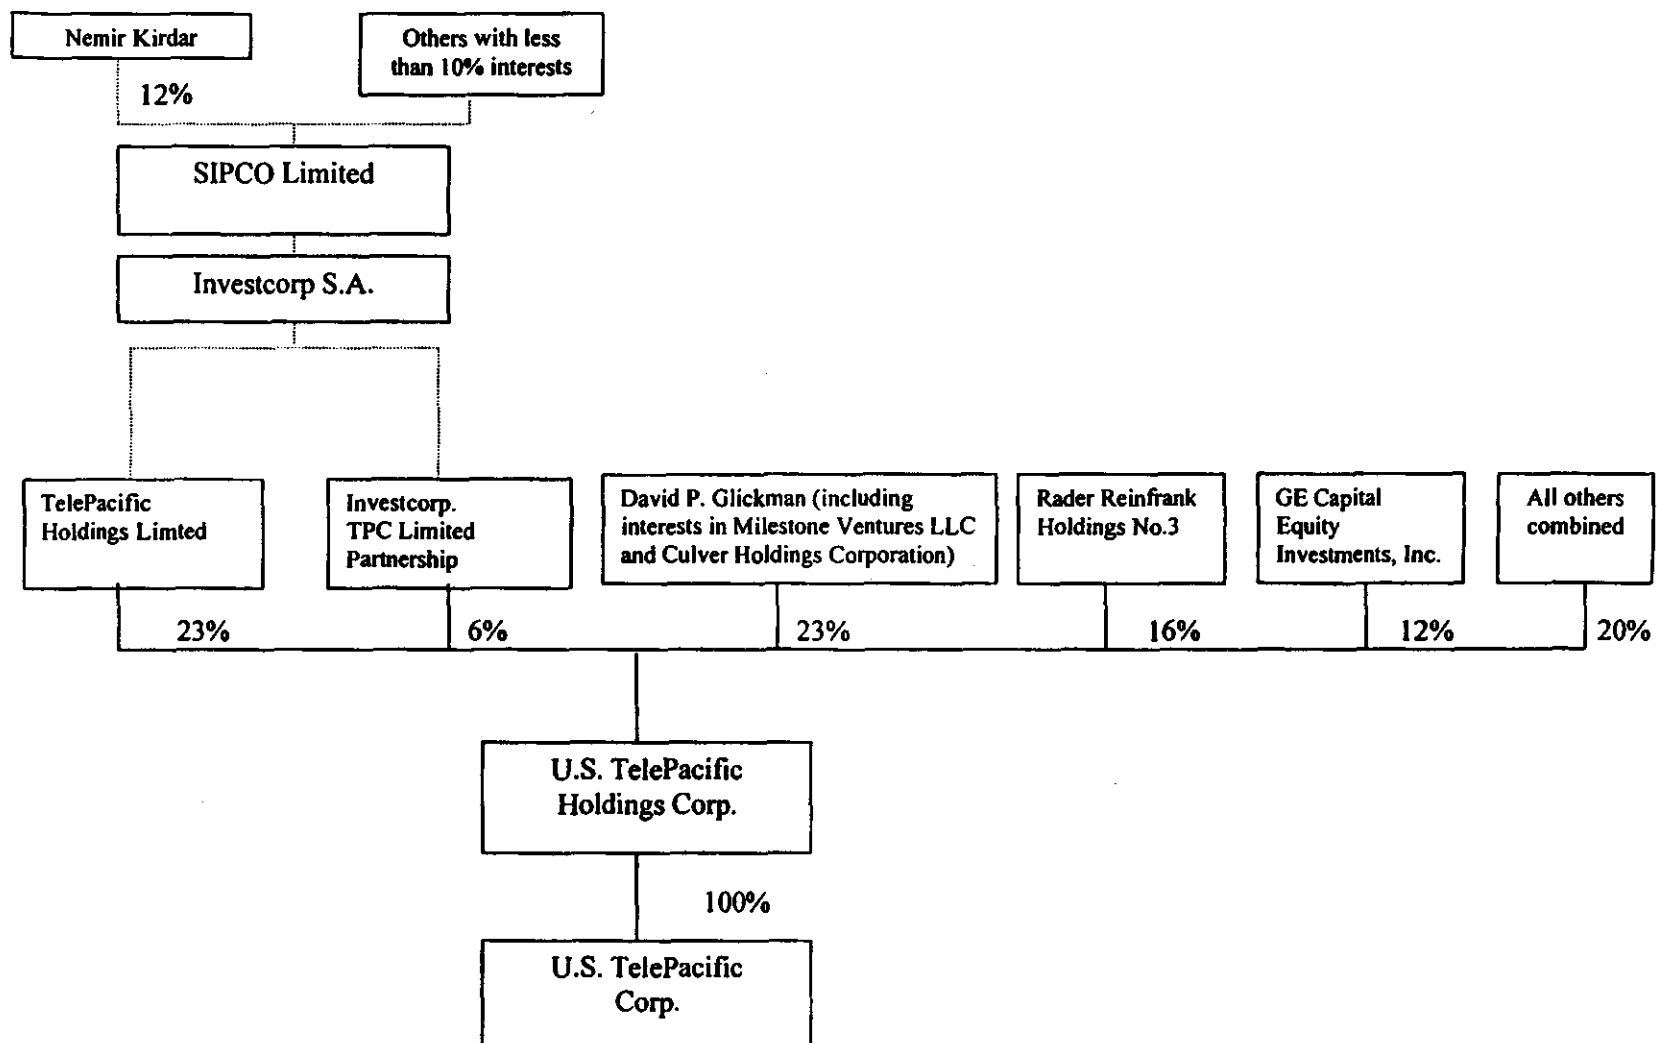 Nemir Kirdar
Others with less
than 10% interests
12%
SIPCO Limited
Investcorp S.A.
TelePacific
Holdings Limted
Investcorp.
TPC Limited
Partnership
David P. Glickman (including
interests in Milestone Ventures LLC
and Culver Holdings Corporation)
Rader Reinfrank
Holdings No.3
GE Capital
Equity
Investments, Inc.
All others
combined
23%
6%
23%
16%
12%
20%
U.S. TelePacific
Holdings Corp.
100%
U.S. TelePacific
Corp.